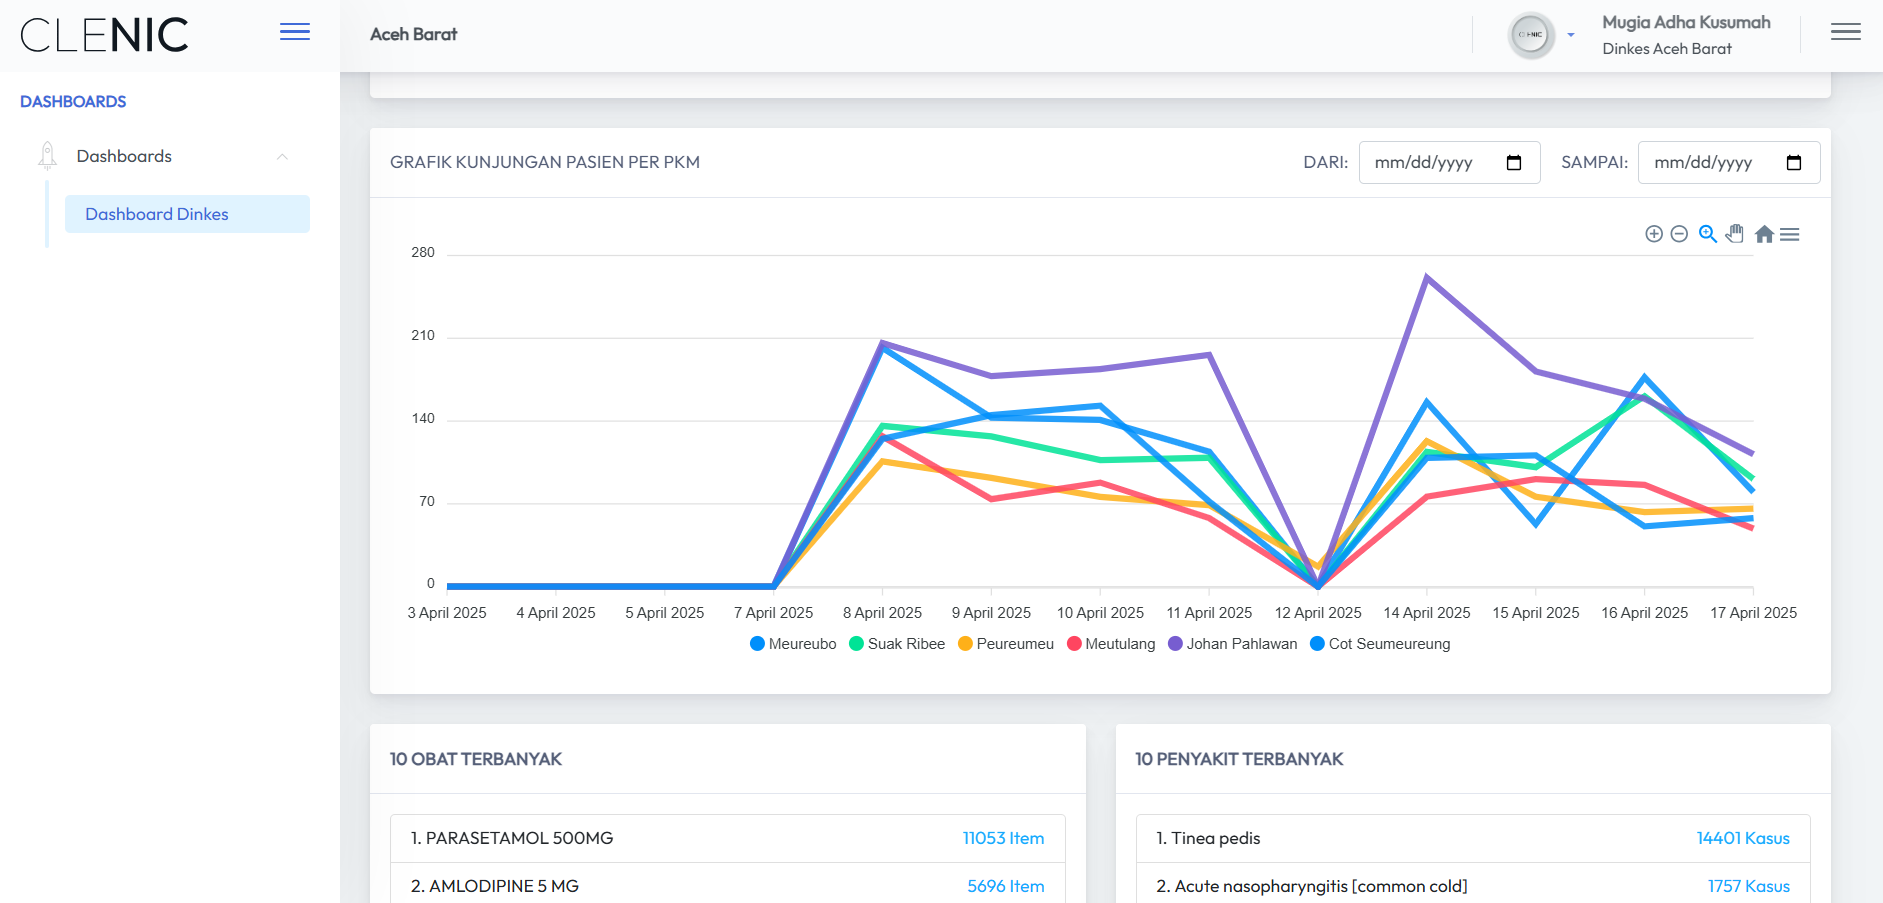 CLENIC
Aceh Barat
CLENIC
Mugia Adha Kusumah
Dinkes Aceh Barat
DASHBOARDS
Dashboards
Dashboard Dinkes
GRAFIK KUNJUNGAN PASIEN PER PKM
DARI: mm/dd/yyyy SAMPAI: mm/dd/yyyy
280
210
140
70
0
3 April 2025 4 April 2025 5 April 2025 7 April 2025 8 April 2025 9 April 2025 10 April 2025 11 April 2025 12 April 2025 14 April 2025 15 April 2025 16 April 2025 17 April 2025
Meureubo Suak Ribee Peureumeu Meutulang Johan Pahlawan Cot Seumeureung
10 OBAT TERBANYAK
1. PARASETAMOL 500MG 11053 Item
2. AMLODIPINE 5 MG 5696 Item
10 PENYAKIT TERBANYAK
1. Tinea pedis 14401 Kasus
2. Acute nasopharyngitis [common cold] 1757 Kasus